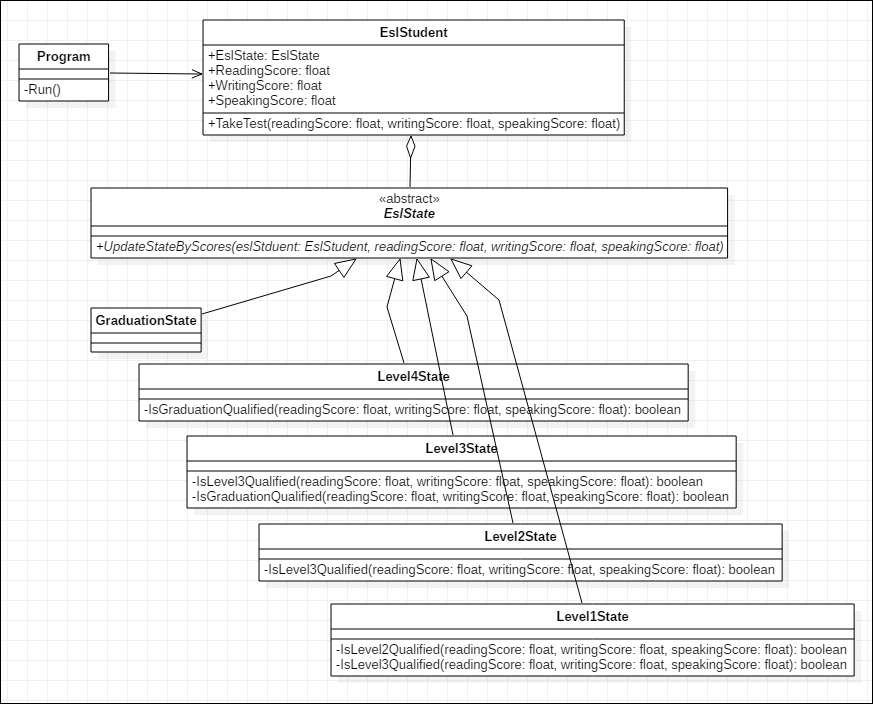 EslStudent
+EslState: EslState
+ReadingScore: float
+WritingScore: float
+SpeakingScore: float
+TakeTest(readingScore: float, writingScore: float, speakingScore: float)
Program
-Run()
«abstract»
EslState
+UpdateStateByScores(eslStduent: EslStudent, readingScore: float, writingScore: float, speakingScore: float)
GraduationState
Level4State
-IsGraduationQualified(readingScore: float, writingScore: float, speakingScore: float): boolean
Level3State
-IsLevel3Qualified(readingScore: float, writingScore: float, speakingScore: float): boolean
-IsGraduationQualified(readingScore: float, writingScore: float, speakingScore: float): boolean
Level2State
-IsLevel3Qualified(readingScore: float, writingScore: float, speakingScore: float): boolean
Level1State
-IsLevel2Qualified(readingScore: float, writingScore: float, speakingScore: float): boolean
-IsLevel3Qualified(readingScore: float, writingScore: float, speakingScore: float): boolean